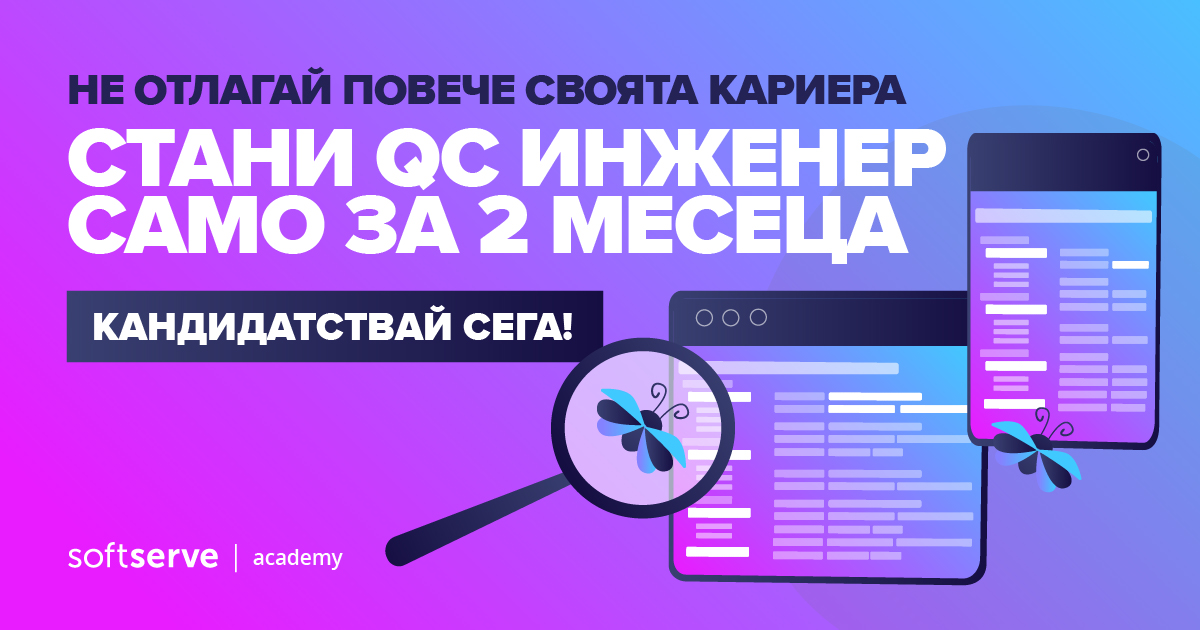 НЕ ОТЛАГАЙ ПОВЕЧЕ СВОЯТА КАРИЕРА
СТАНИ QC ИНЖЕНЕР
САМО ЗА 2 МЕСЕЦА
КАНДИДАТСТВАЙ СЕГА!
softserve | academy